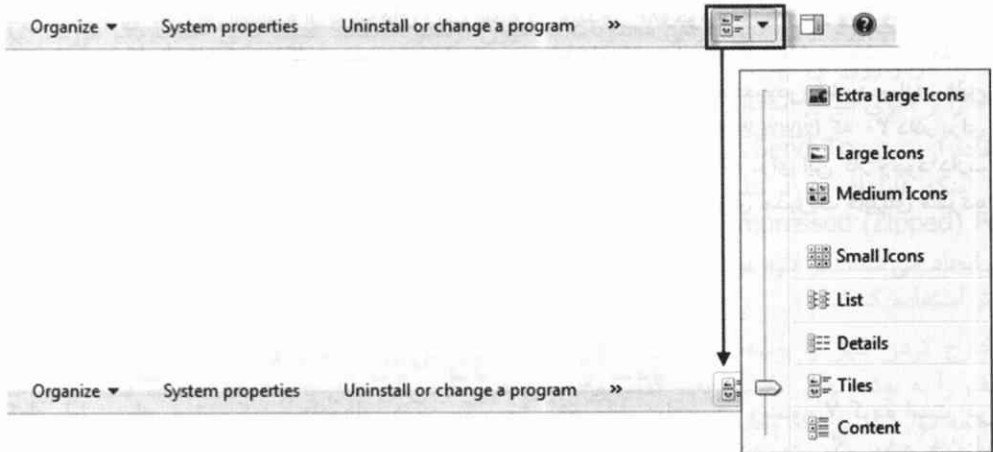 Organize System properties Uninstall or change a program »
Extra Large Icons
Large Icons
Medium Icons
Small Icons
List
Details
Organize System properties Uninstall or change a program »
Tiles
Content